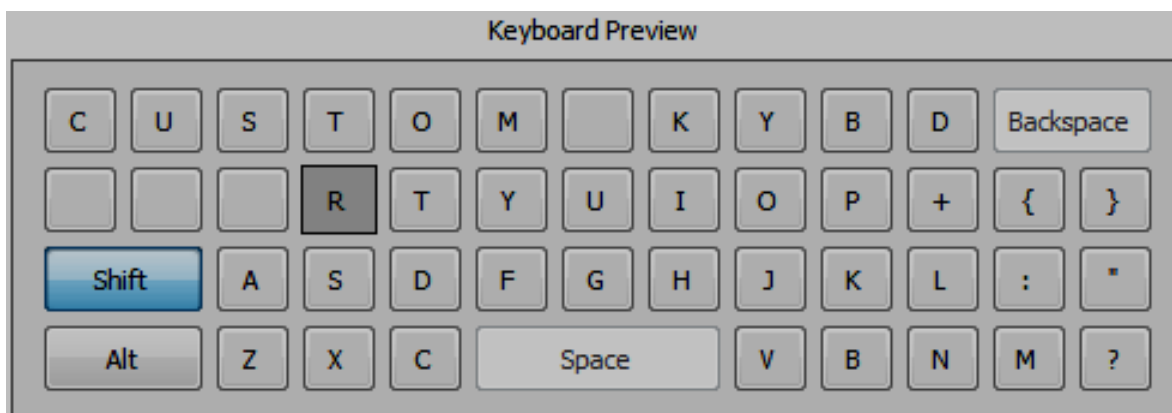 Keyboard Preview
C U S T O M K Y B D Backspace
R T Y U I O P + { }
Shift A S D F G H J K L : "
Alt Z X C Space V B N M ?